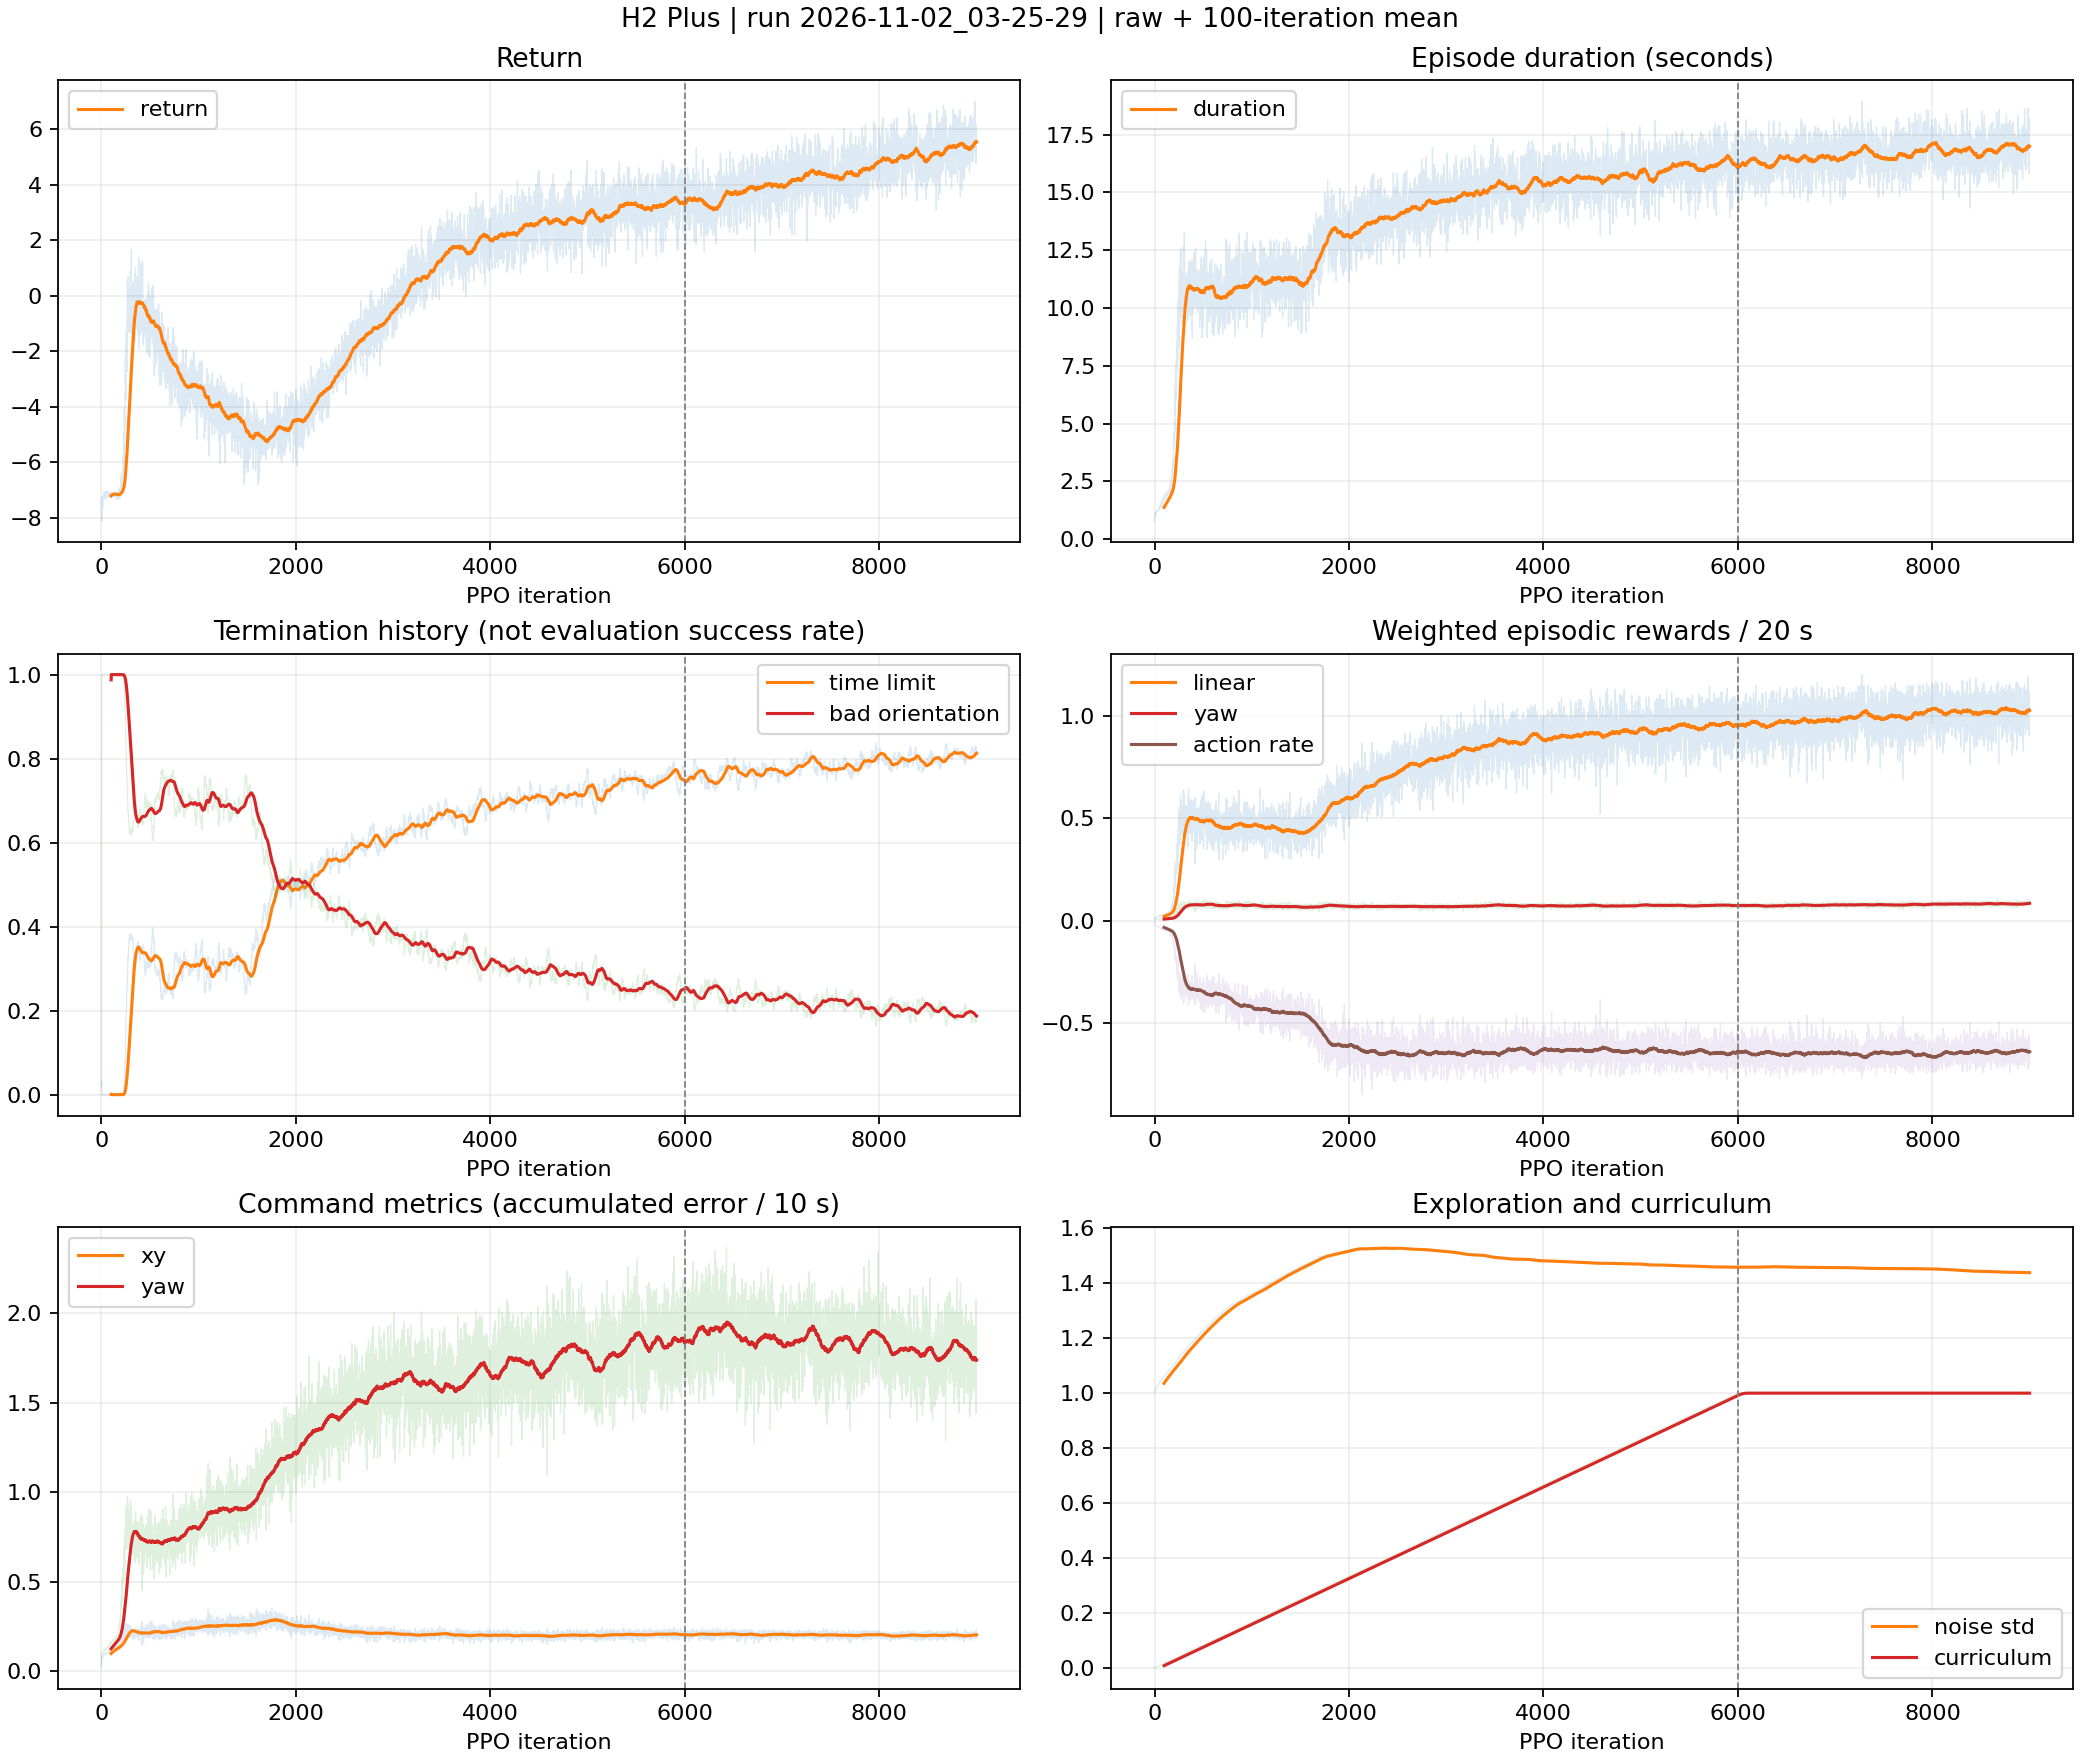 H2 Plus | run 2026-11-02_03-25-29 | raw + 100-iteration mean
Return
return
6
4
2
0
−2
−4
−6
−8
0 2000 4000 6000 8000
PPO iteration
Episode duration (seconds)
duration
17.5
15.0
12.5
10.0
7.5
5.0
2.5
0.0
0 2000 4000 6000 8000
PPO iteration
Termination history (not evaluation success rate)
time limit
bad orientation
1.0
0.8
0.6
0.4
0.2
0.0
0 2000 4000 6000 8000
PPO iteration
Weighted episodic rewards / 20 s
linear
yaw
action rate
1.0
0.5
0.0
−0.5
0 2000 4000 6000 8000
PPO iteration
Command metrics (accumulated error / 10 s)
xy
yaw
2.0
1.5
1.0
0.5
0.0
0 2000 4000 6000 8000
PPO iteration
Exploration and curriculum
1.6
1.4
1.2
1.0
0.8
0.6
0.4
0.2
0.0
noise std
curriculum
0 2000 4000 6000 8000
PPO iteration